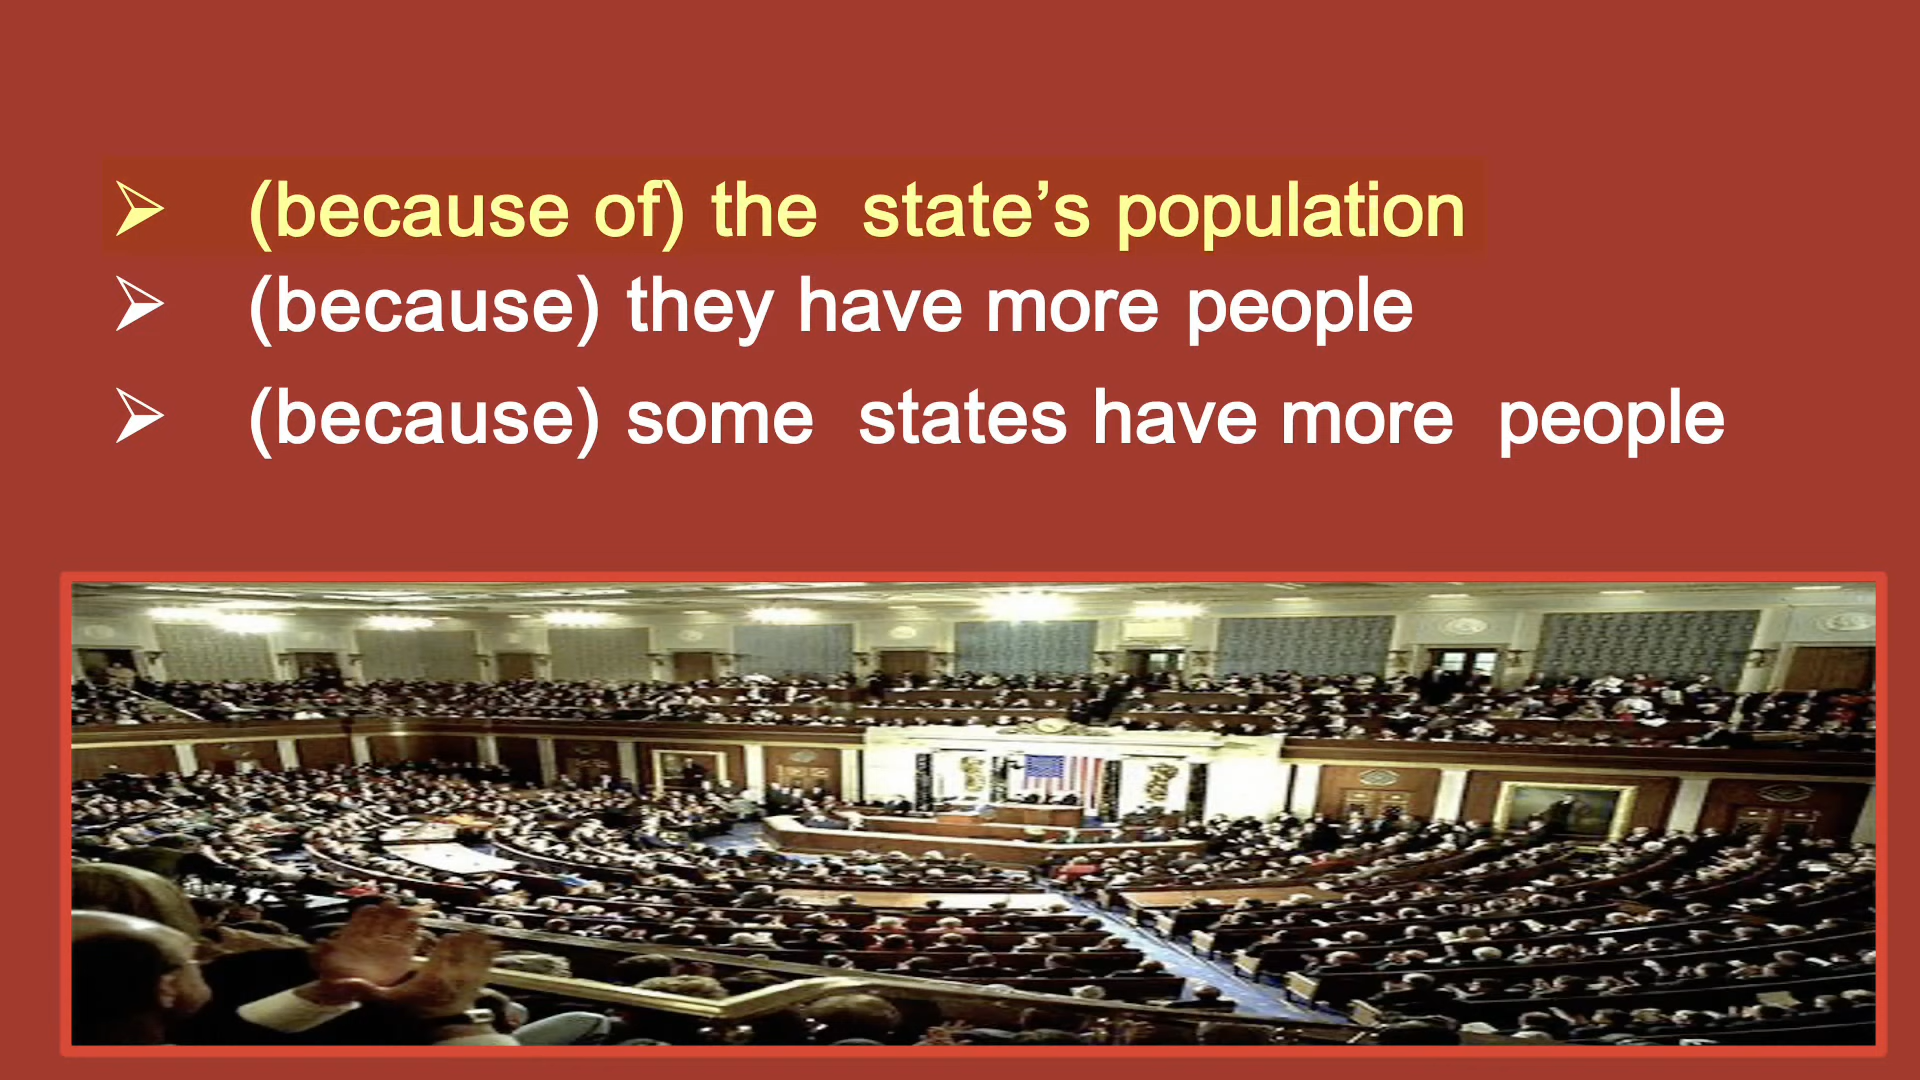 ➢ (because of) the state’s population
➢ (because) they have more people
➢ (because) some states have more people